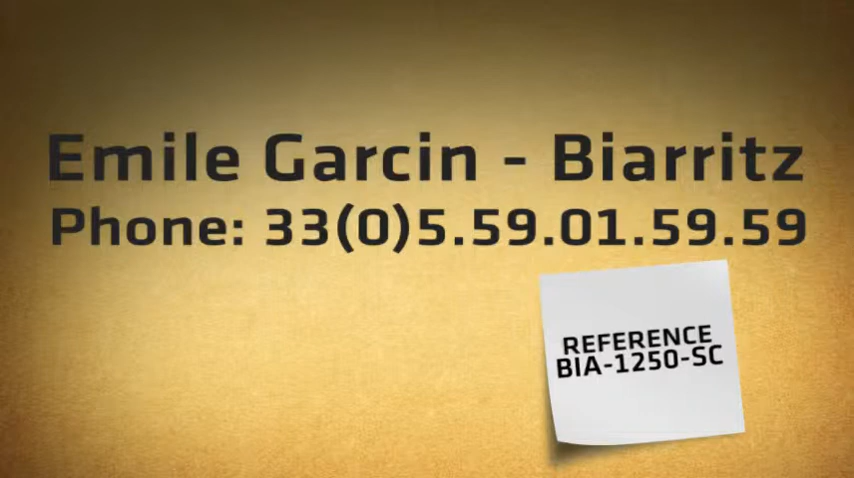 Emile Garcin - Biarritz
Phone: 33(0)5.59.01.59.59
REFERENCE
BIA-1250-SC